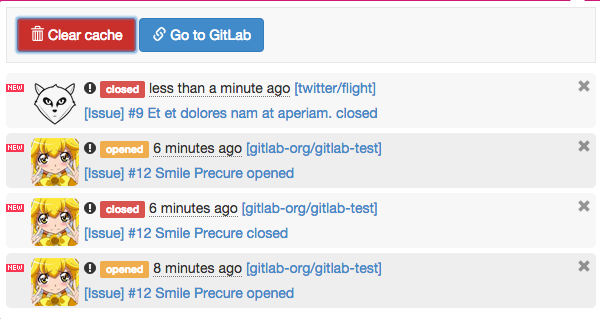 Clear cache Go to GitLab
NEW closed less than a minute ago [twitter/flight]
[Issue] #9 Et et dolores nam at aperiam. closed
NEW opened 6 minutes ago [gitlab-org/gitlab-test]
[Issue] #12 Smile Precure opened
NEW closed 6 minutes ago [gitlab-org/gitlab-test]
[Issue] #12 Smile Precure closed
NEW opened 8 minutes ago [gitlab-org/gitlab-test]
[Issue] #12 Smile Precure opened